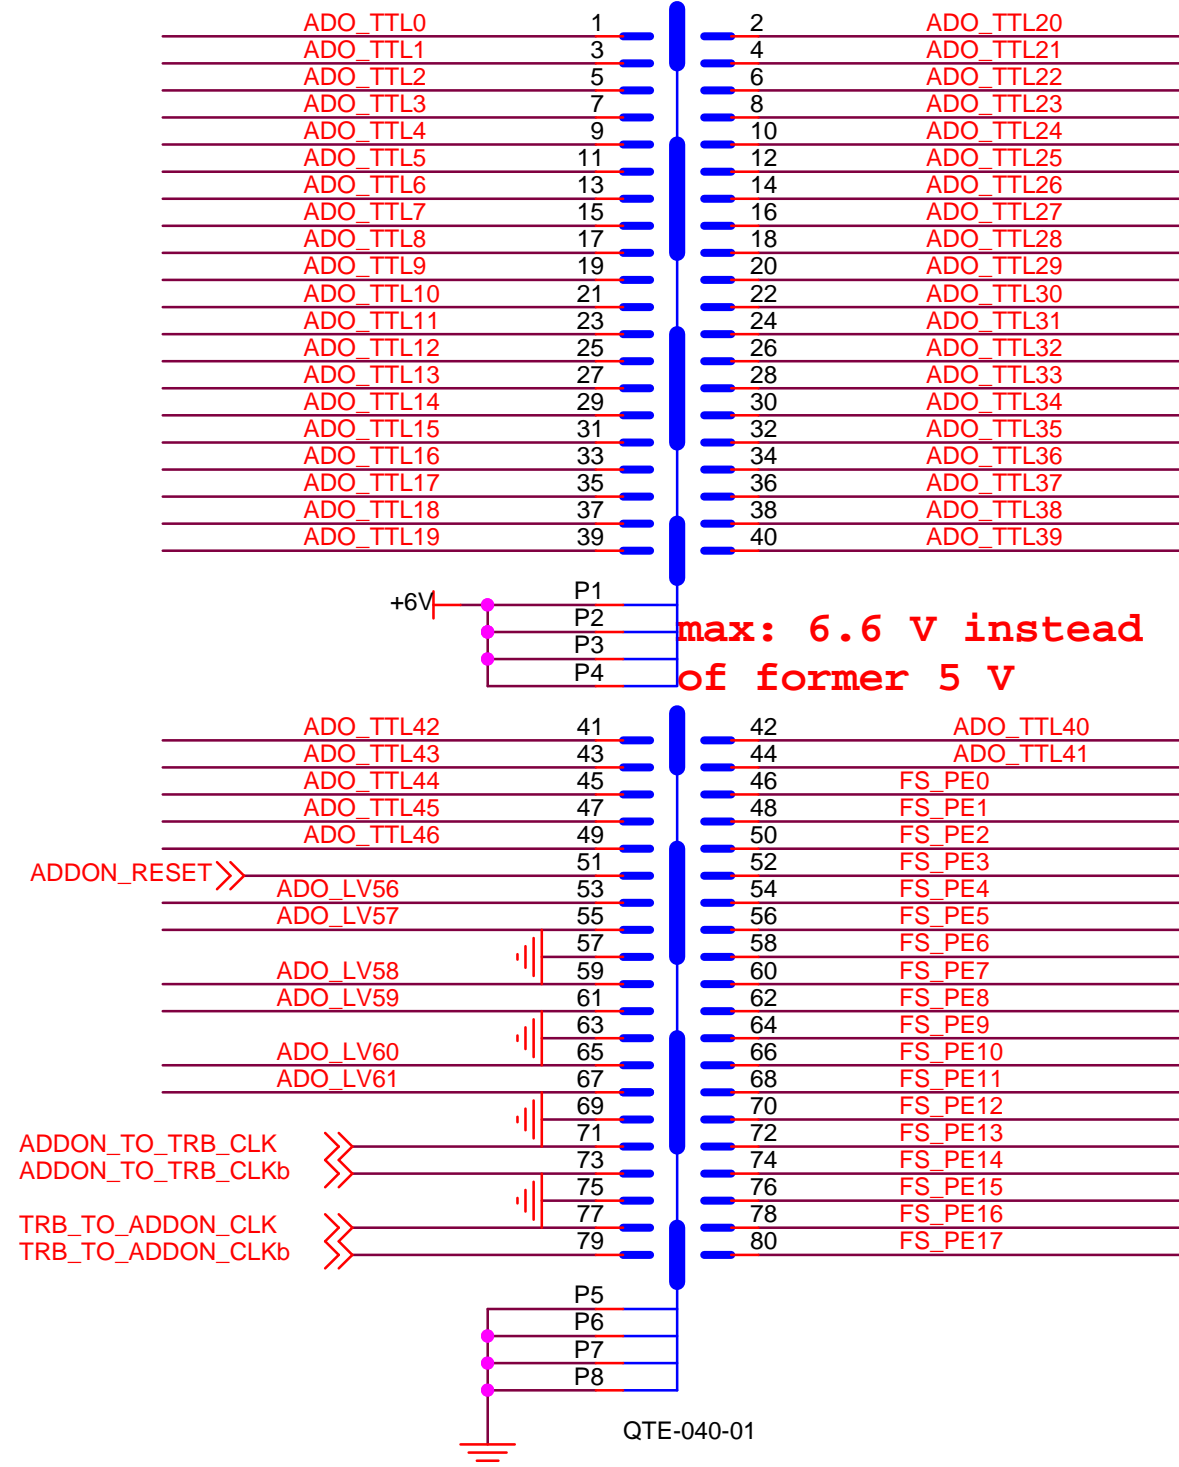 ADO_TTL0 1 2 ADO_TTL20
ADO_TTL1 3 4 ADO_TTL21
ADO_TTL2 5 6 ADO_TTL22
ADO_TTL3 7 8 ADO_TTL23
ADO_TTL4 9 10 ADO_TTL24
ADO_TTL5 11 12 ADO_TTL25
ADO_TTL6 13 14 ADO_TTL26
ADO_TTL7 15 16 ADO_TTL27
ADO_TTL8 17 18 ADO_TTL28
ADO_TTL9 19 20 ADO_TTL29
ADO_TTL10 21 22 ADO_TTL30
ADO_TTL11 23 24 ADO_TTL31
ADO_TTL12 25 26 ADO_TTL32
ADO_TTL13 27 28 ADO_TTL33
ADO_TTL14 29 30 ADO_TTL34
ADO_TTL15 31 32 ADO_TTL35
ADO_TTL16 33 34 ADO_TTL36
ADO_TTL17 35 36 ADO_TTL37
ADO_TTL18 37 38 ADO_TTL38
ADO_TTL19 39 40 ADO_TTL39
+6V P1
P2
P3
P4
max: 6.6 V instead
of former 5 V
ADO_TTL42 41 42 ADO_TTL40
ADO_TTL43 43 44 ADO_TTL41
ADO_TTL44 45 46 FS_PE0
ADO_TTL45 47 48 FS_PE1
ADO_TTL46 49 50 FS_PE2
ADDON_RESET 51 52 FS_PE3
ADO_LV56 53 54 FS_PE4
ADO_LV57 55 56 FS_PE5
57 58 FS_PE6
ADO_LV58 59 60 FS_PE7
ADO_LV59 61 62 FS_PE8
63 64 FS_PE9
ADO_LV60 65 66 FS_PE10
ADO_LV61 67 68 FS_PE11
69 70 FS_PE12
ADDON_TO_TRB_CLK 71 72 FS_PE13
ADDON_TO_TRB_CLKb 73 74 FS_PE14
75 76 FS_PE15
TRB_TO_ADDON_CLK 77 78 FS_PE16
TRB_TO_ADDON_CLKb 79 80 FS_PE17
P5
P6
P7
P8
QTE-040-01